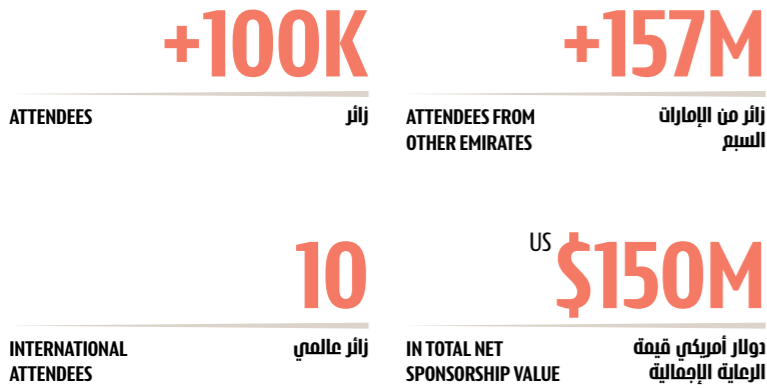 +100K
ATTENDEES
زائر
+157M
ATTENDEES FROM
OTHER EMIRATES
زائر من الإمارات
السبع
10
INTERNATIONAL
ATTENDEES
زائر عالمي
US $150M
IN TOTAL NET
SPONSORSHIP VALUE
دولار أمريكي قيمة
الرعاية الإجمالية